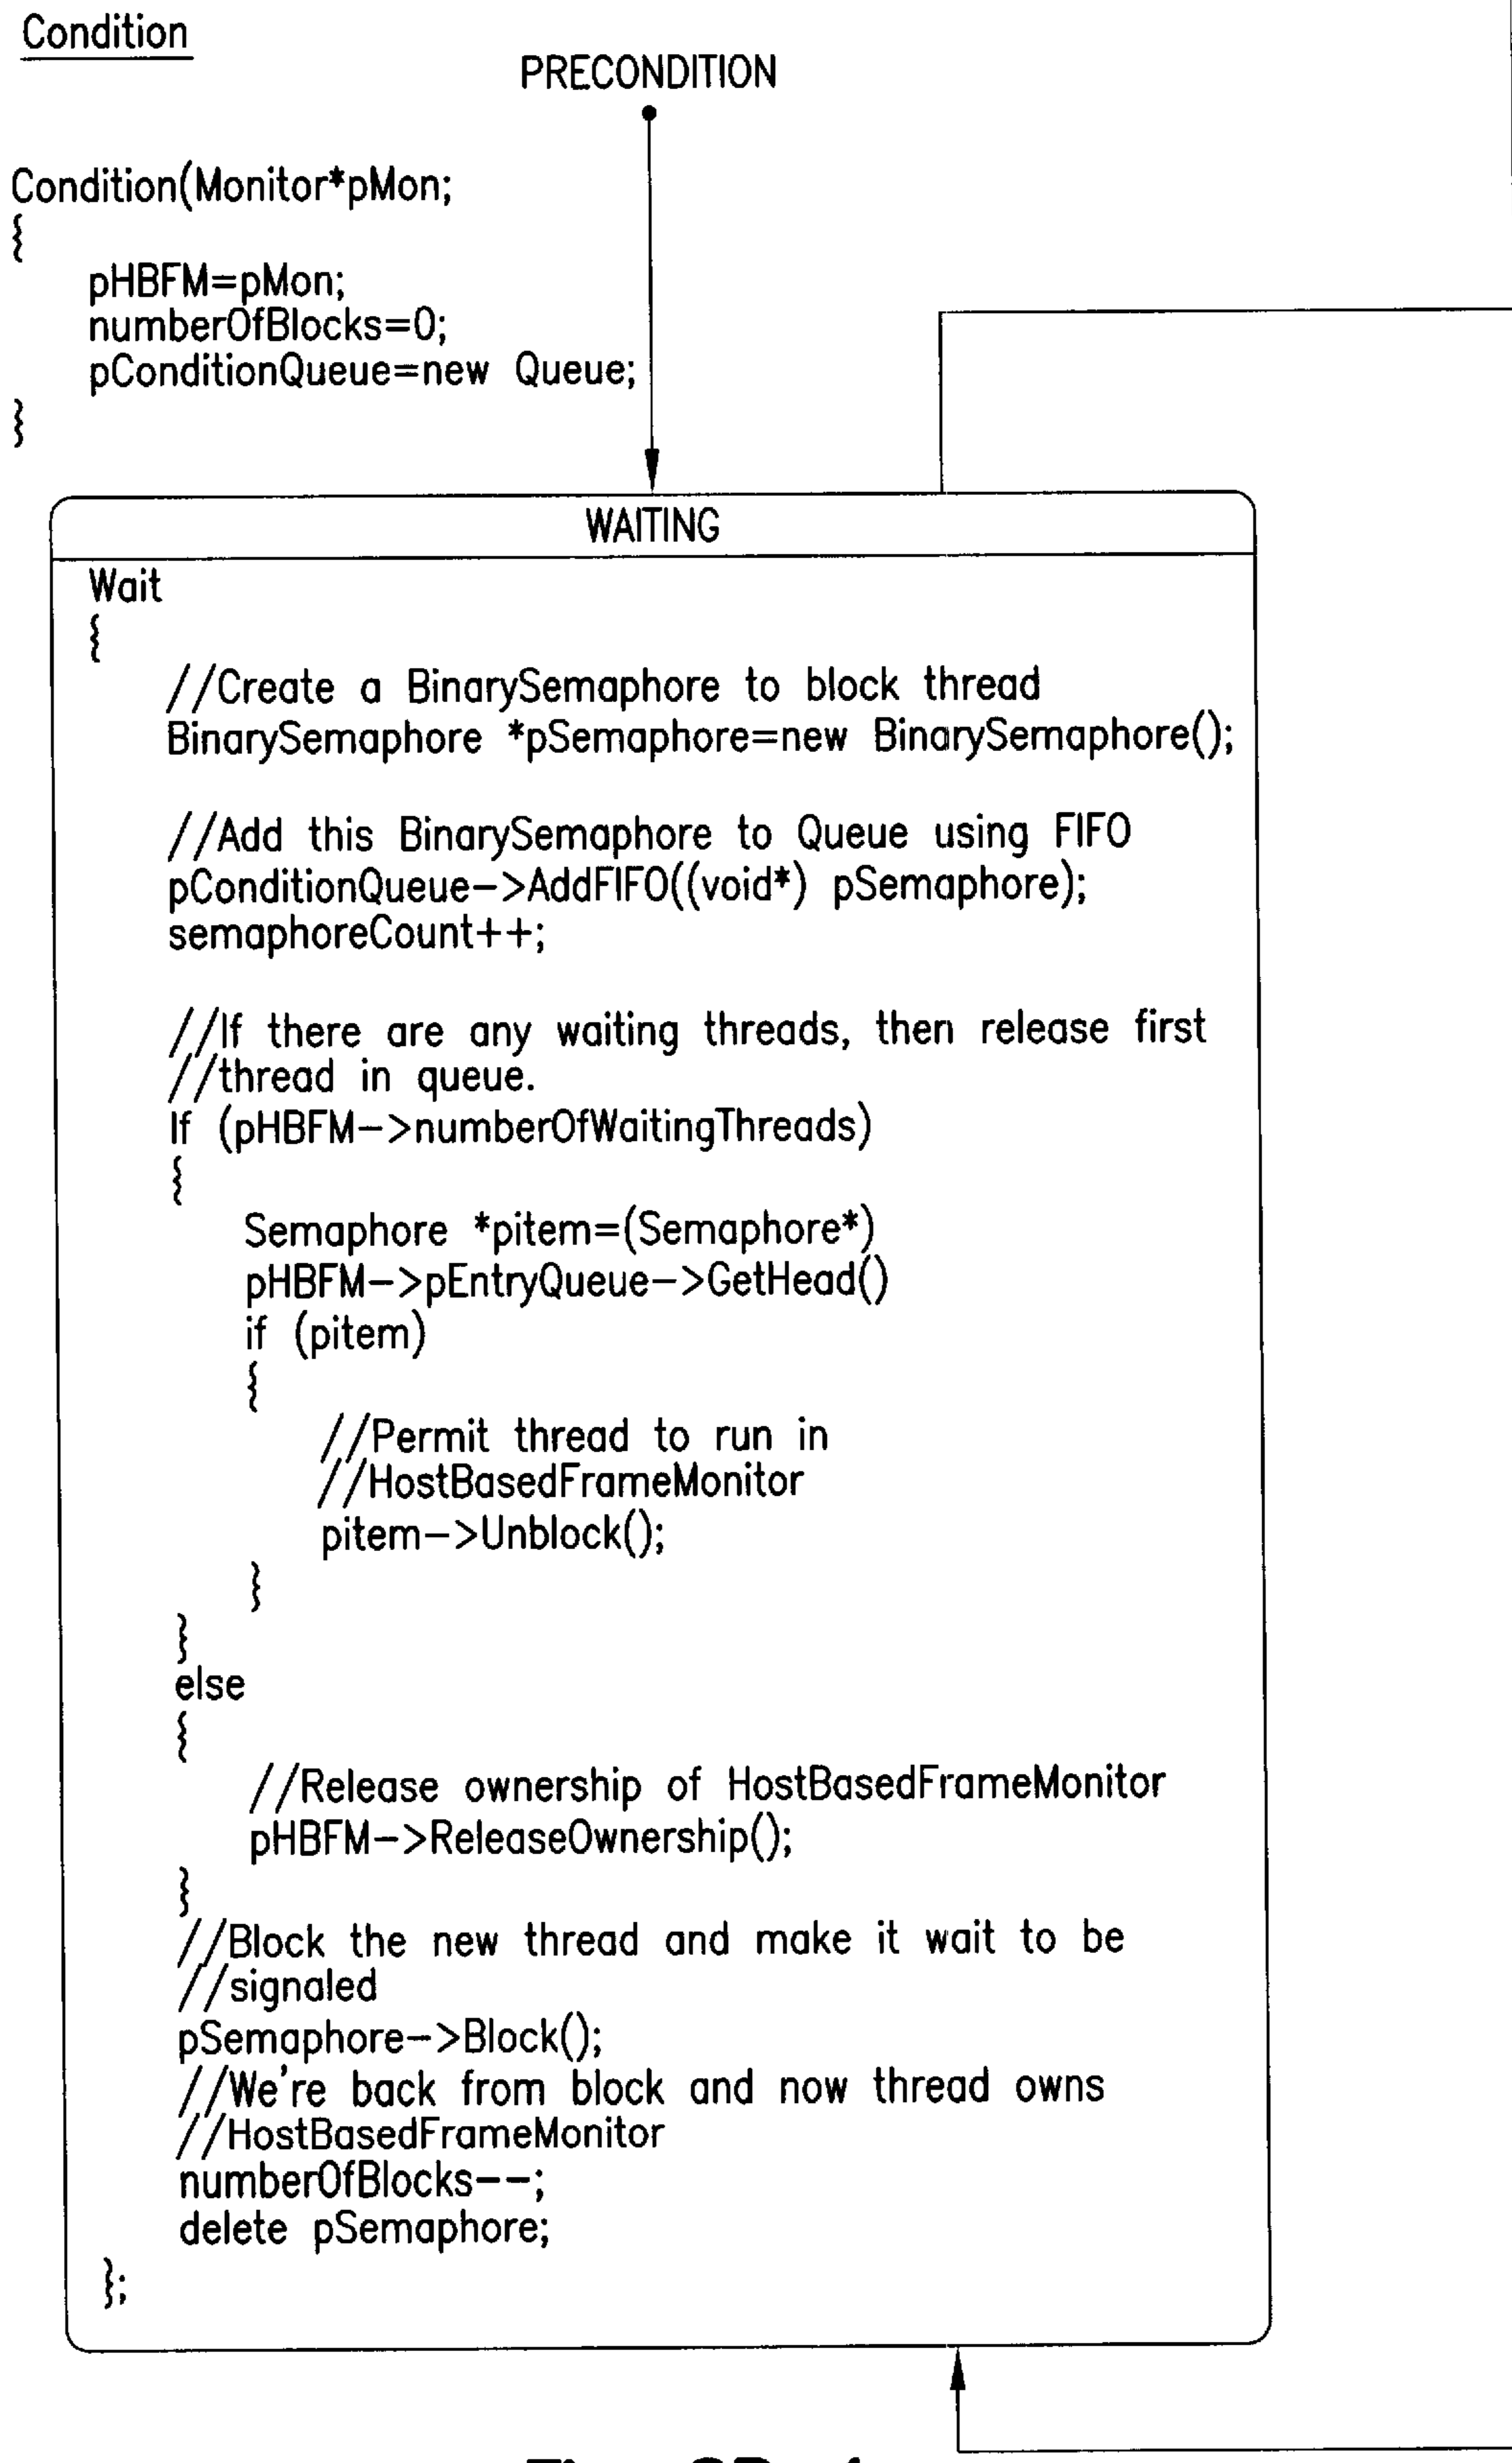 Condition
PRECONDITION
Condition(Monitor*pMon;
{
pHBFM=pMon;
numberOfBlocks=0;
pConditionQueue=new Queue;
}
WAITING
Wait
{
//Create a BinarySemaphore to block thread
BinarySemaphore *pSemaphore=new BinarySemaphore();
//Add this BinarySemaphore to Queue using FIFO
pConditionQueue->AddFIFO((void*) pSemaphore);
semaphoreCount++;
//If there are any waiting threads, then release first
//thread in queue.
If (pHBFM->numberOfWaitingThreads)
{
Semaphore *pitem=(Semaphore*)
pHBFM->pEntryQueue->GetHead()
if (pitem)
{
//Permit thread to run in
//HostBasedFrameMonitor
pitem->Unblock();
}
}
else
{
//Release ownership of HostBasedFrameMonitor
pHBFM->ReleaseOwnership();
}
//Block the new thread and make it wait to be
//signaled
pSemaphore->Block();
//We're back from block and now thread owns
//HostBasedFrameMonitor
numberOfBlocks--;
delete pSemaphore;
};